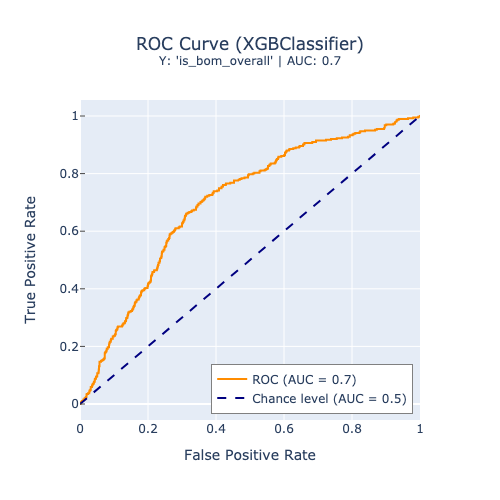 ROC Curve (XGBClassifier)
Y: 'is_bom_overall' | AUC: 0.7
True Positive Rate
1
0.8
0.6
0.4
0.2
0
ROC (AUC = 0.7)
Chance level (AUC = 0.5)
0 0.2 0.4 0.6 0.8 1
False Positive Rate